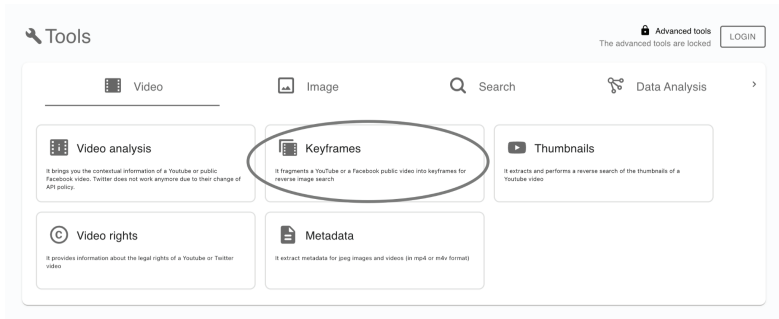 Tools
Advanced tools
The advanced tools are locked
LOGIN
Video
Image
Search
Data Analysis
Video analysis
It brings you the contextual information of a Youtube or public
Facebook video. Twitter does not work anymore due to their change of
API policy.
Keyframes
It fragments a YouTube or a Facebook public video into keyframes for
reverse image search
Thumbnails
It extracts and performs a reverse search of the thumbnails of a
Youtube video
Video rights
It provides information about the legal rights of a Youtube or Twitter
video
Metadata
It extract metadata for jpeg images and videos (in mp4 or m4v format)